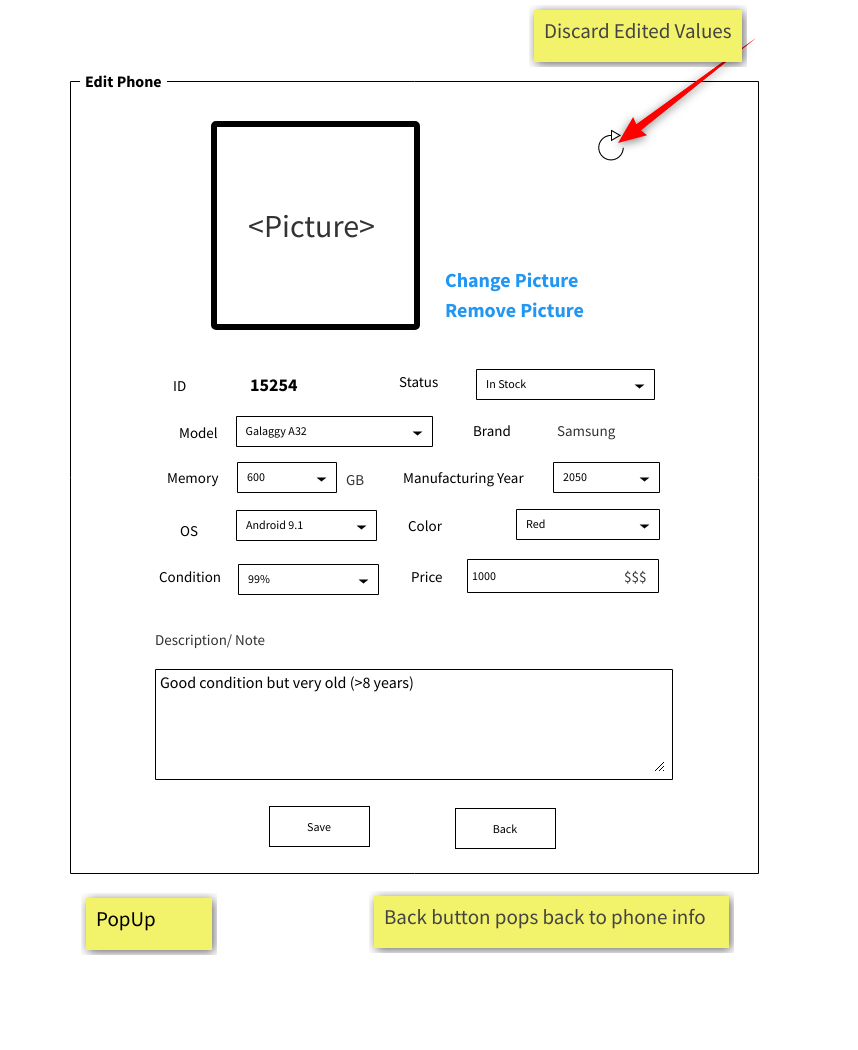 Discard Edited Values
Edit Phone
<Picture>
Change Picture
Remove Picture
ID 15254 Status In Stock
Model Galaggy A32 Brand Samsung
Memory 600 GB Manufacturing Year 2050
OS Android 9.1 Color Red
Condition 99% Price 1000 $$$
Description/ Note
Good condition but very old (>8 years)
Save Back
PopUp Back button pops back to phone info